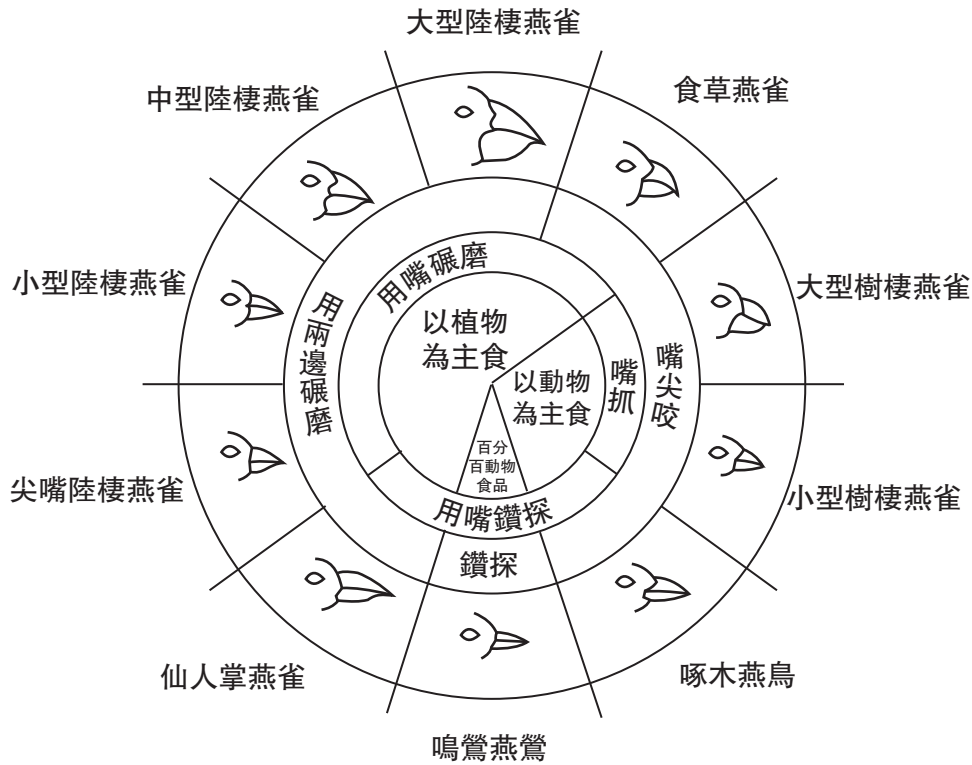 大型陸棲燕雀
食草燕雀
大型樹棲燕雀
小型樹棲燕雀
啄木燕鳥
鳴鶯燕鶯
仙人掌燕雀
尖嘴陸棲燕雀
小型陸棲燕雀
中型陸棲燕雀
用兩邊碾磨
嘴尖咬
鑽探
用嘴碾磨
嘴抓
用嘴鑽探
以植物
為主食
以動物
為主食
百分
百動物
食品